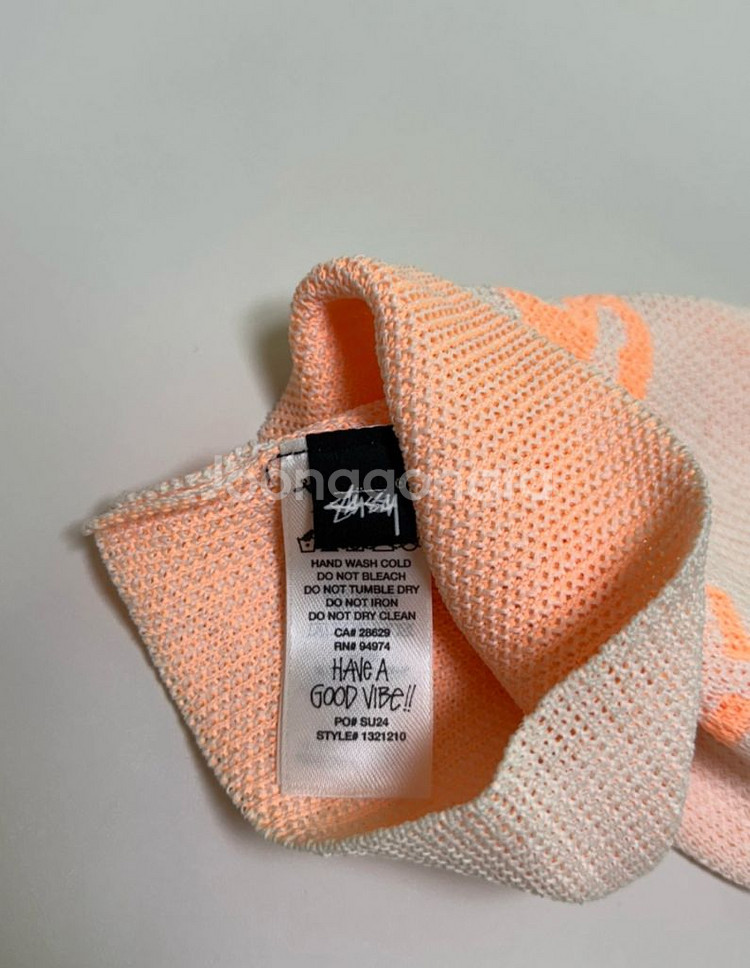 Joonggonara
STÜSSY
HAND WASH COLD
DO NOT BLEACH
DO NOT TUMBLE DRY
DO NOT IRON
DO NOT DRY CLEAN
CA# 28629
RN# 94974
HAVE A
GOOD VIBE!!
PO# SU24
STYLE# 1321210